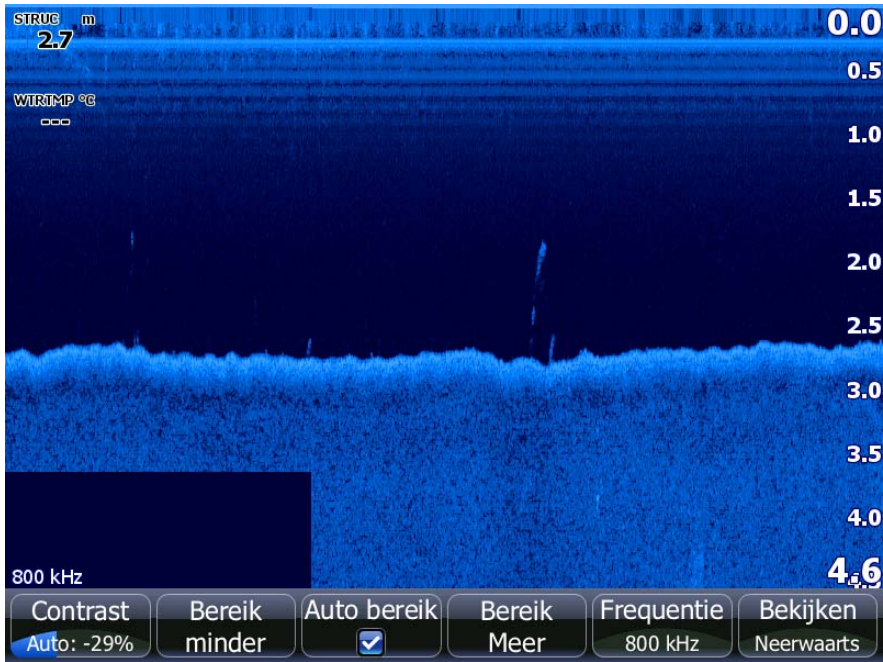 STRUC m
2.7
WTRTMP °C
---
0.0
0.5
1.0
1.5
2.0
2.5
3.0
3.5
4.0
4.6
800 kHz
Contrast
Auto: -29%
Bereik
minder
Auto bereik
Bereik
Meer
Frequentie
800 kHz
Bekijken
Neerwaarts